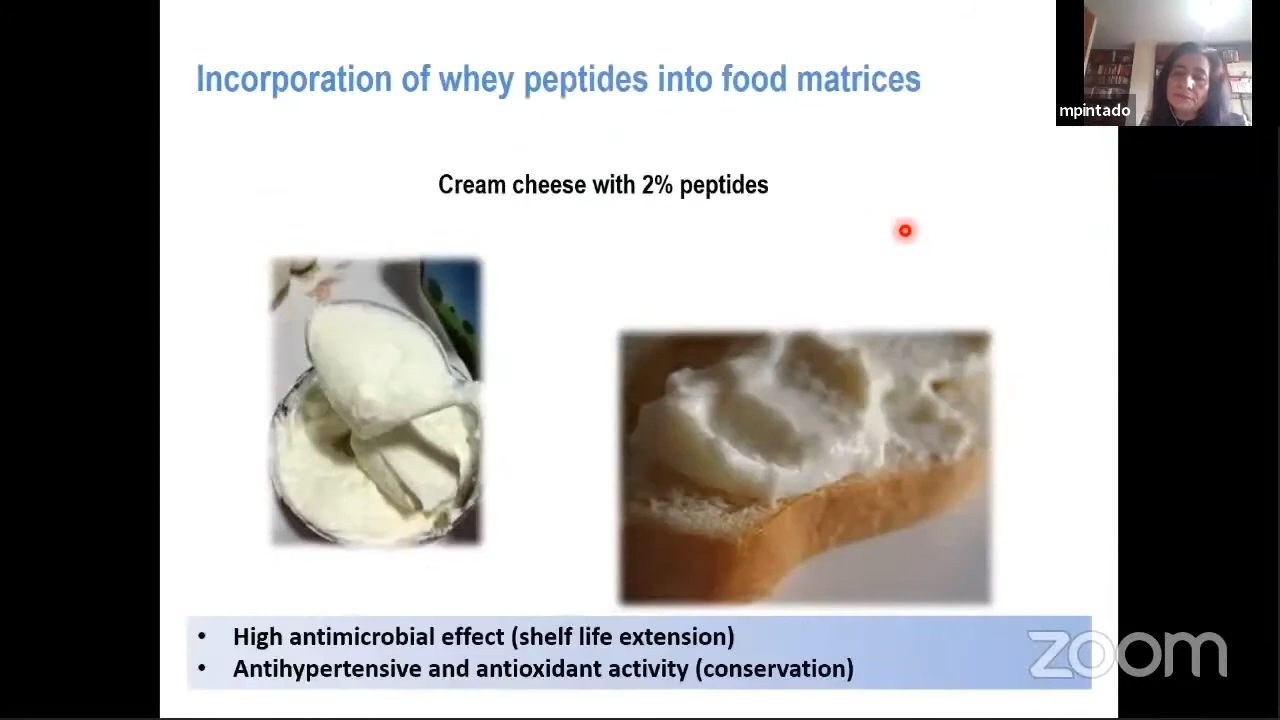 Incorporation of whey peptides into food matrices
mpintado
Cream cheese with 2% peptides
• High antimicrobial effect (shelf life extension)
• Antihypertensive and antioxidant activity (conservation)
zoom